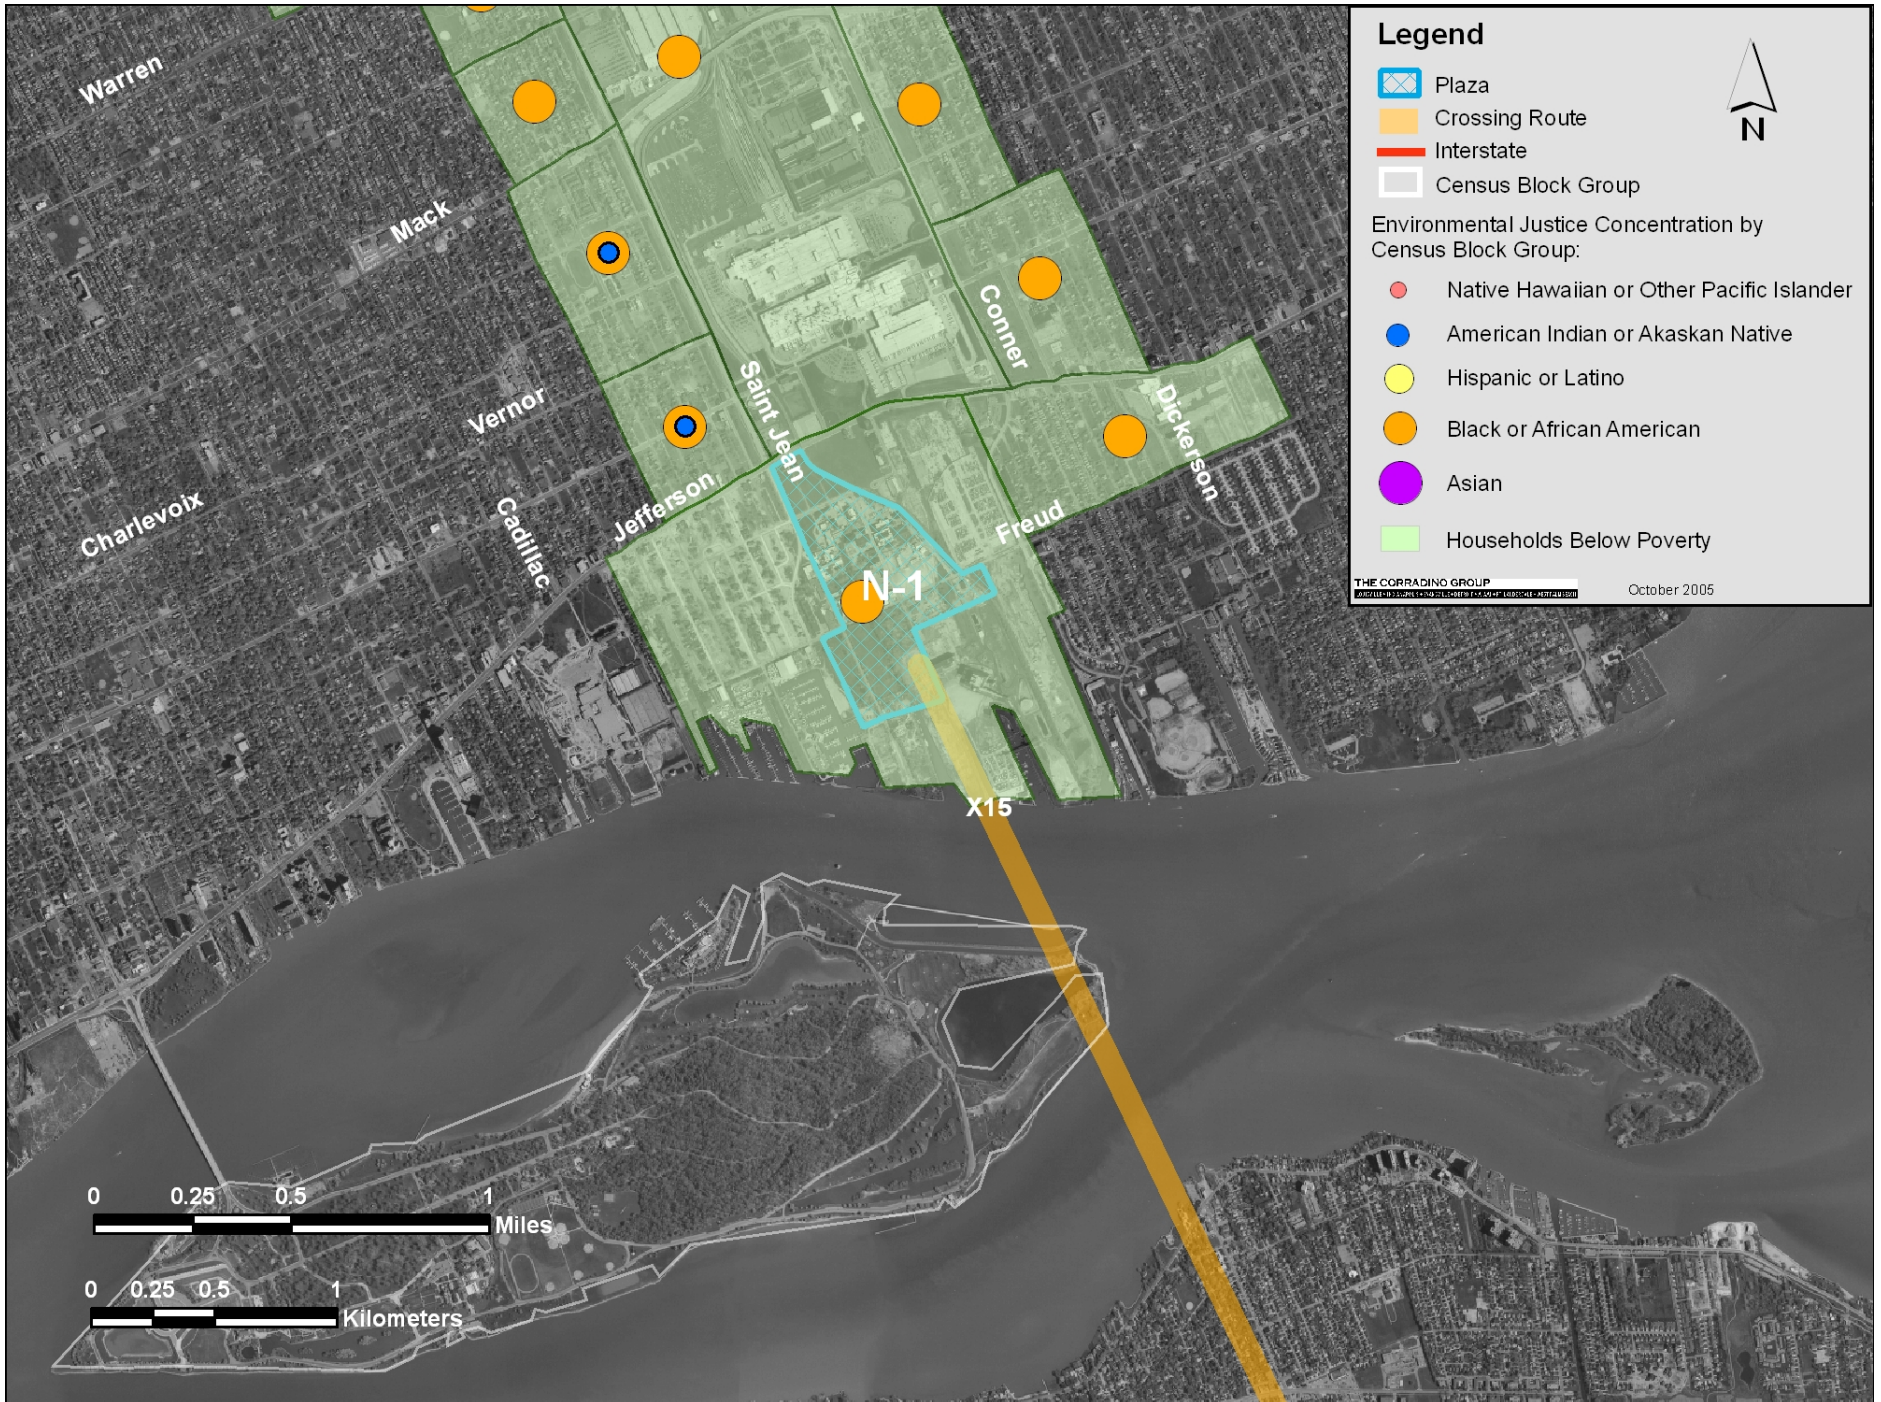 Warren
Mack
Vernor
Charlevoix
Cadillac
Jefferson
Saint Jean
Conner
Dickerson
Freud
N-1
X15
Legend
Plaza
Crossing Route
Interstate
Census Block Group
N
Environmental Justice Concentration by
Census Block Group:
Native Hawaiian or Other Pacific Islander
American Indian or Akaskan Native
Hispanic or Latino
Black or African American
Asian
Households Below Poverty
THE CORRADINO GROUP
October 2005
0 0.25 0.5 1
Miles
0 0.25 0.5 1
Kilometers